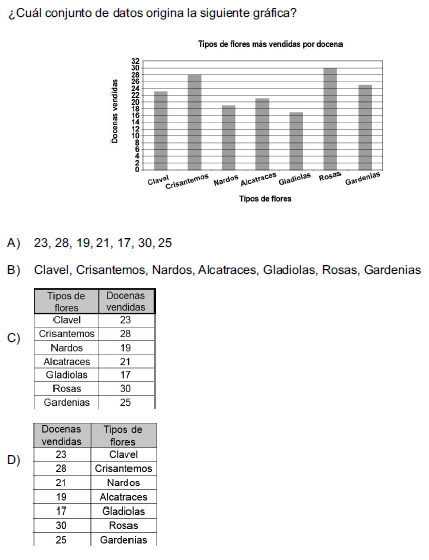 ¿Cuál conjunto de datos origina la siguiente gráfica?
Tipos de flores más vendidas por docena
Docenas vendidas
32
30
28
26
24
22
20
18
16
14
12
10
8
6
4
2
0
Clavel Crisantemos Nardos Alcatraces Gladiolas Rosas Gardenias
Tipos de flores
A) 23, 28, 19, 21, 17, 30, 25
B) Clavel, Crisantemos, Nardos, Alcatraces, Gladiolas, Rosas, Gardenias
C)
Tipos de flores Docenas vendidas
Clavel 23
Crisantemos 28
Nardos 19
Alcatraces 21
Gladiolas 17
Rosas 30
Gardenias 25
D)
Docenas vendidas Tipos de flores
23 Clavel
28 Crisantemos
21 Nardos
19 Alcatraces
17 Gladiolas
30 Rosas
25 Gardenias